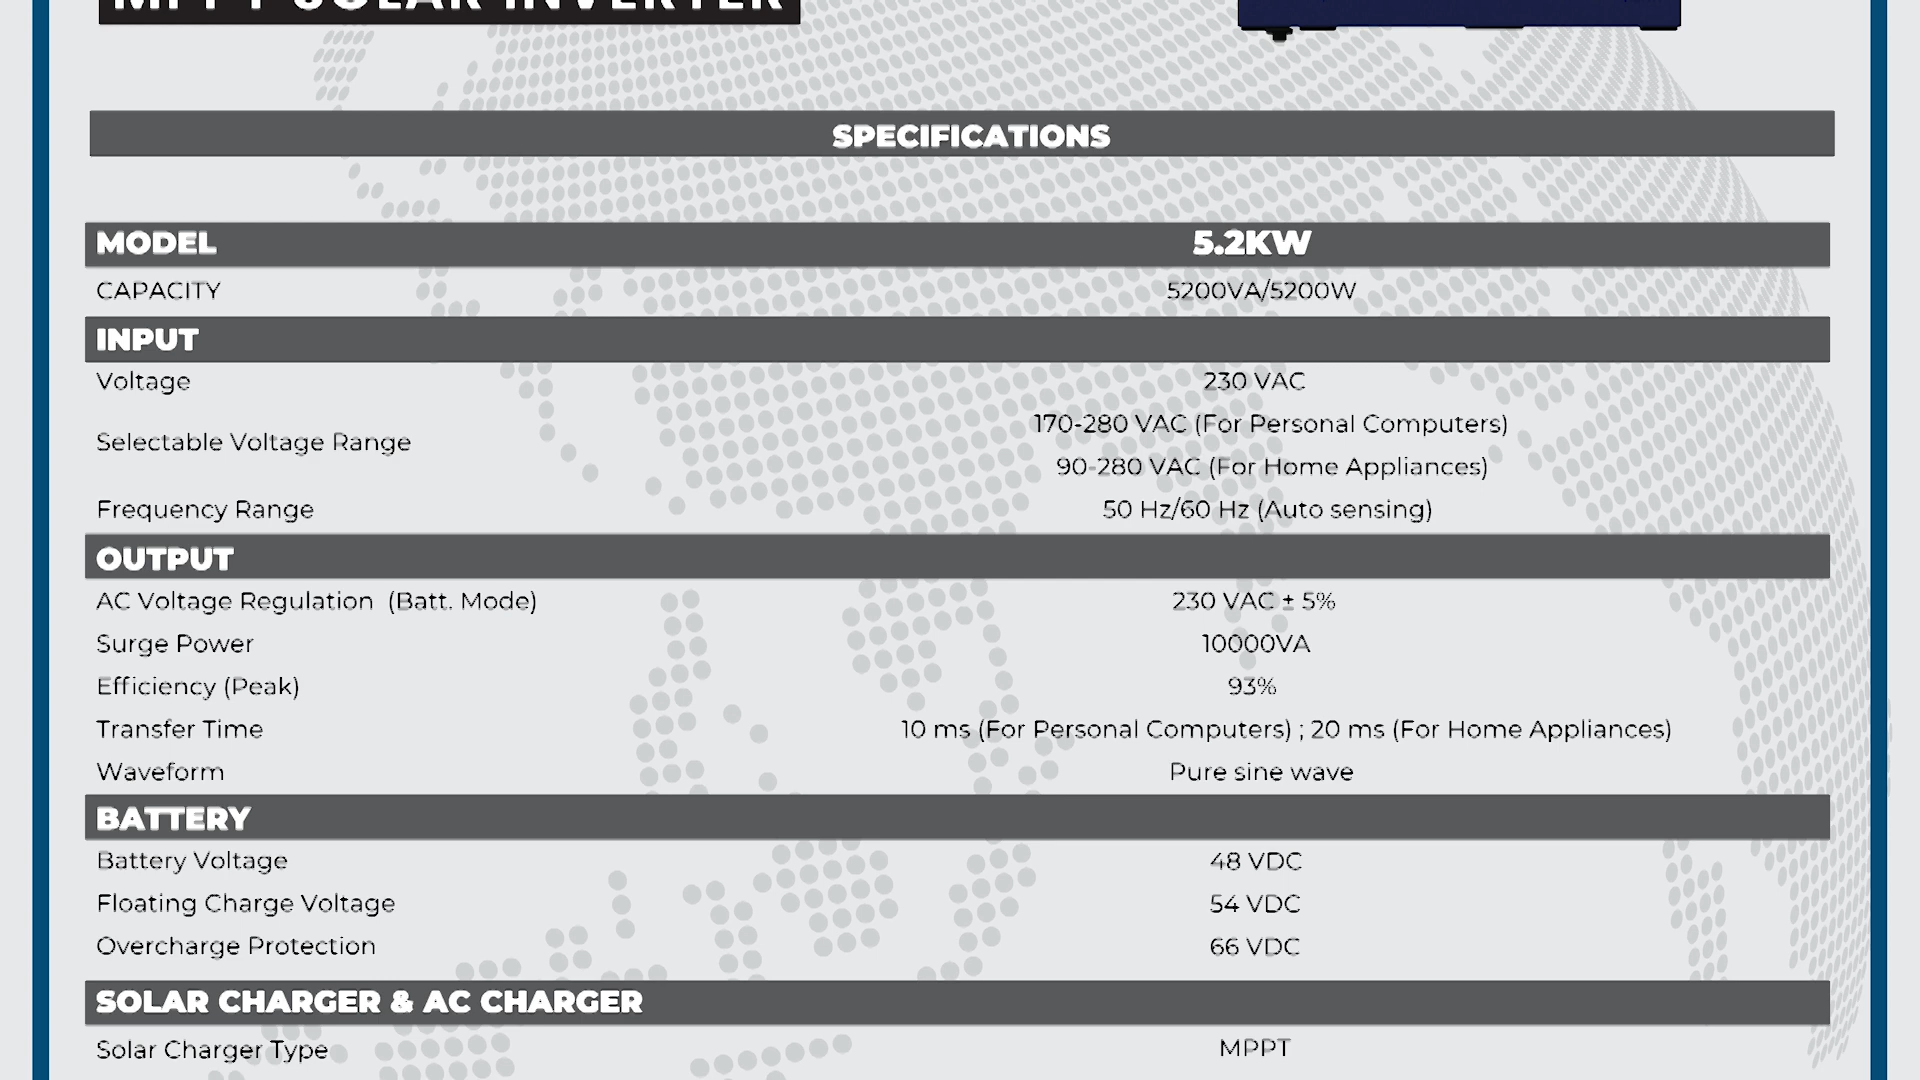 MPPT SOLAR INVERTER
SPECIFICATIONS
MODEL 5.2KW
CAPACITY 5200VA/5200W
INPUT
Voltage 230 VAC
Selectable Voltage Range 170-280 VAC (For Personal Computers)
90-280 VAC (For Home Appliances)
Frequency Range 50 Hz/60 Hz (Auto sensing)
OUTPUT
AC Voltage Regulation (Batt. Mode) 230 VAC ± 5%
Surge Power 10000VA
Efficiency (Peak) 93%
Transfer Time 10 ms (For Personal Computers) ; 20 ms (For Home Appliances)
Waveform Pure sine wave
BATTERY
Battery Voltage 48 VDC
Floating Charge Voltage 54 VDC
Overcharge Protection 66 VDC
SOLAR CHARGER & AC CHARGER
Solar Charger Type MPPT